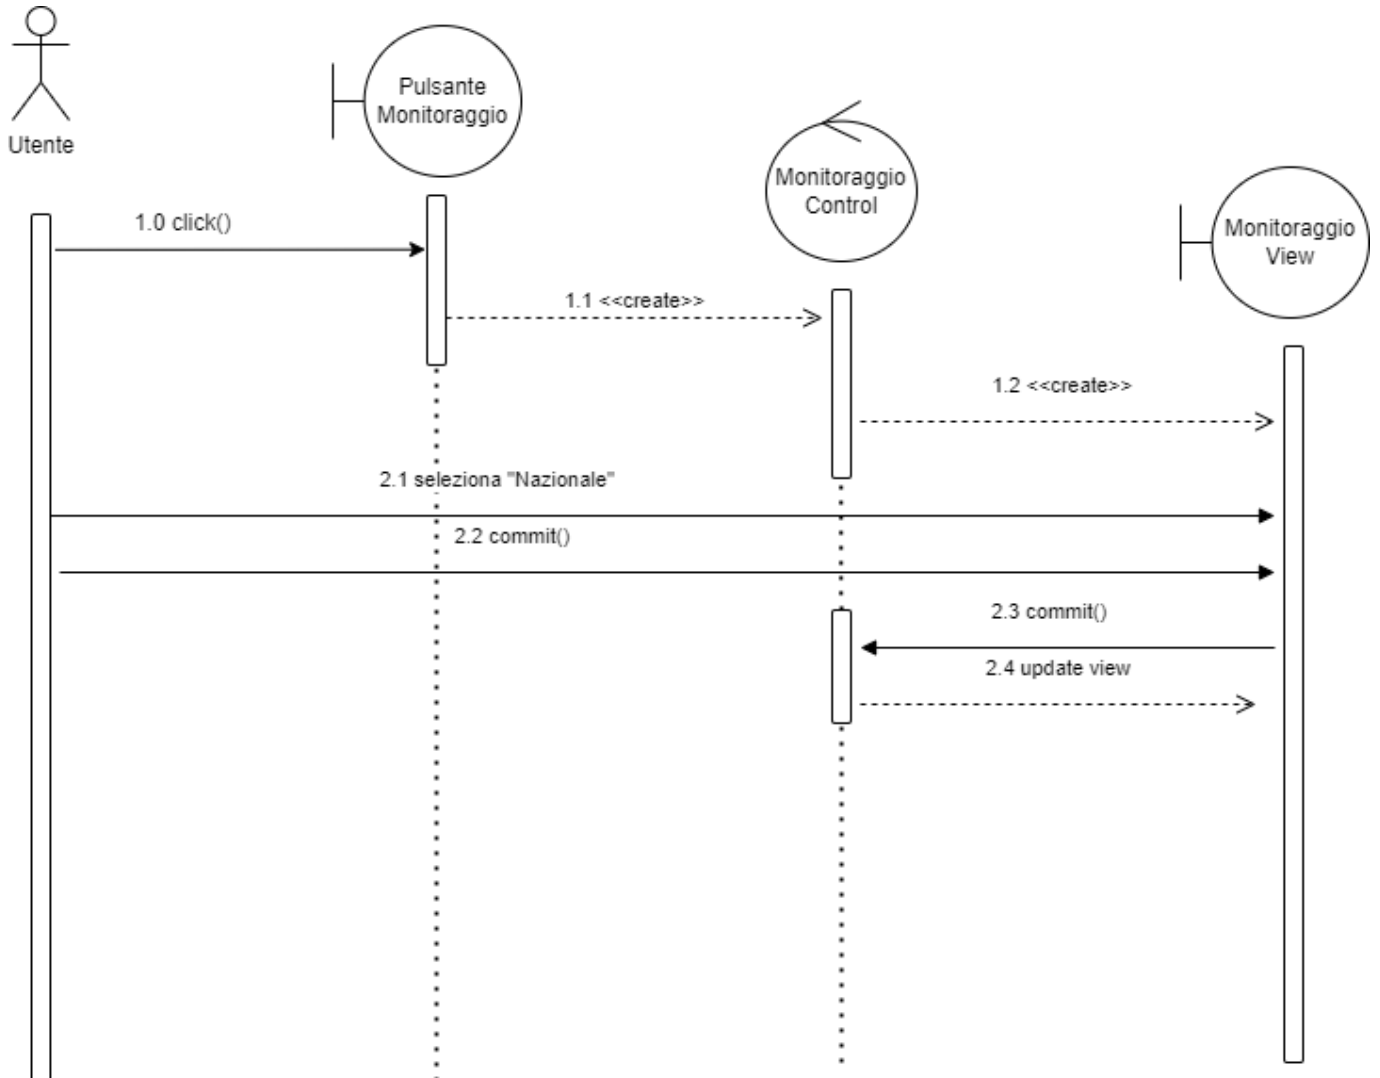 Utente
Pulsante
Monitoraggio
Monitoraggio
Control
Monitoraggio
View
1.0 click()
1.1 <<create>>
1.2 <<create>>
2.1 seleziona "Nazionale"
2.2 commit()
2.3 commit()
2.4 update view